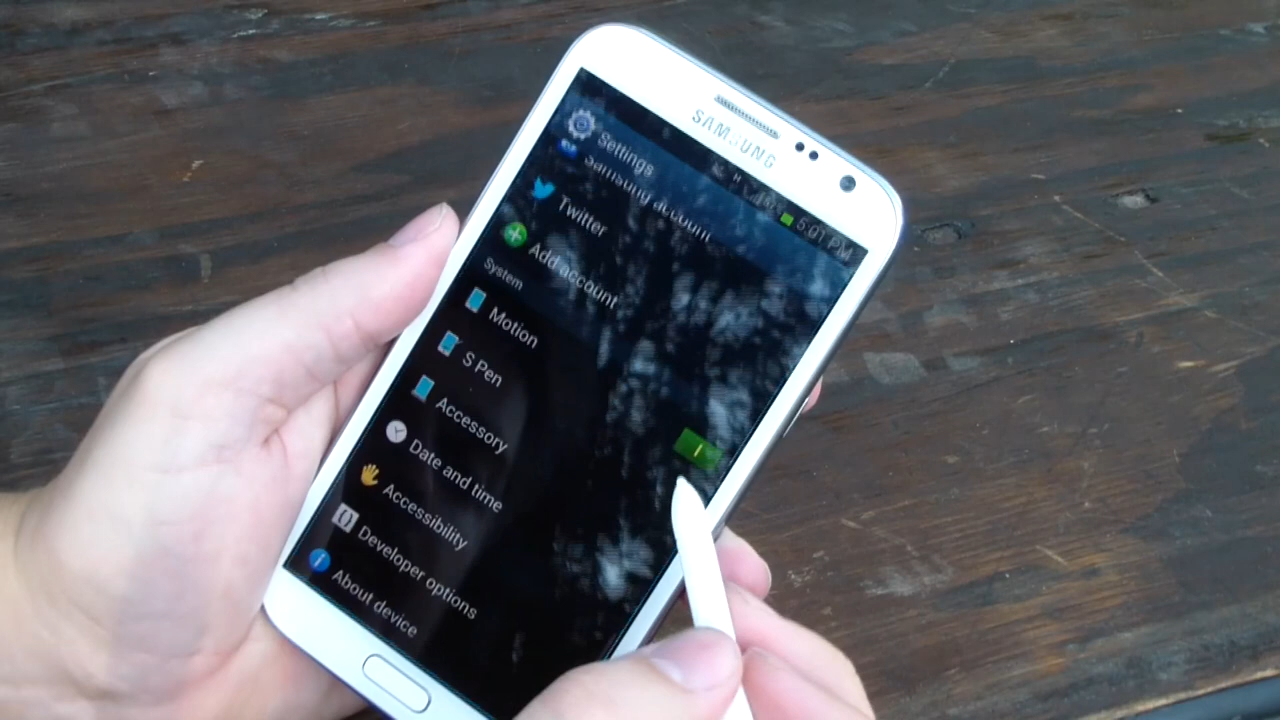 SAMSUNG
H
5:01 PM
Settings
Samsung account
Twitter
Add account
System
Motion
S Pen
Accessory
Date and time
Accessibility
Developer options
About device